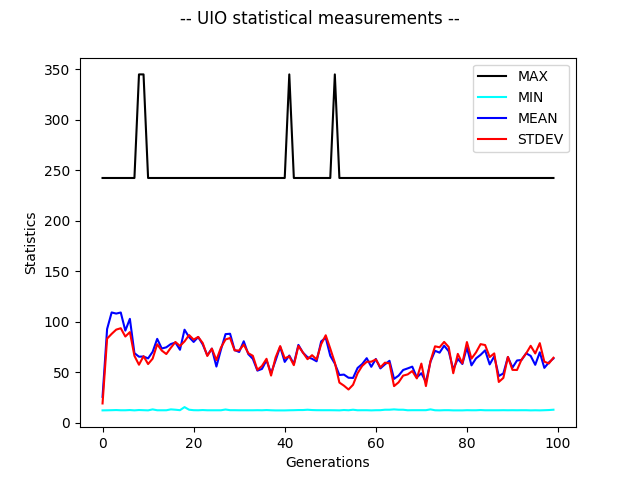 -- UIO statistical measurements --
350
300
250
200
150
100
50
0
Statistics
MAX
MIN
MEAN
STDEV
0 20 40 60 80 100
Generations